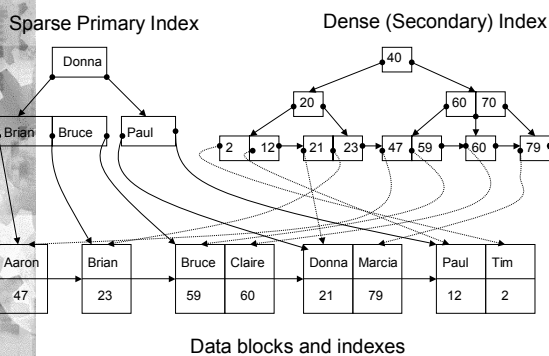 Sparse Primary Index
Dense (Secondary) Index
Donna
40
20
60 70
Brian Bruce Paul
2 12 21 23 47 59 60 79
Aaron Brian Bruce Claire Donna Marcia Paul Tim
47 23 59 60 21 79 12 2
Data blocks and indexes